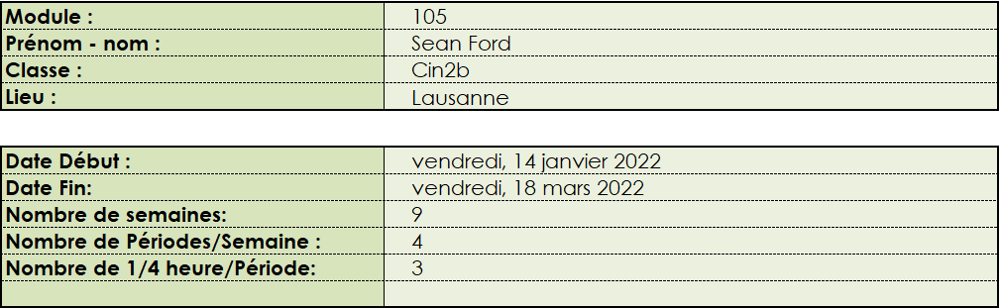 Module : 105
Prénom - nom : Sean Ford
Classe : Cin2b
Lieu : Lausanne
Date Début : vendredi, 14 janvier 2022
Date Fin: vendredi, 18 mars 2022
Nombre de semaines: 9
Nombre de Périodes/Semaine : 4
Nombre de 1/4 heure/Période: 3